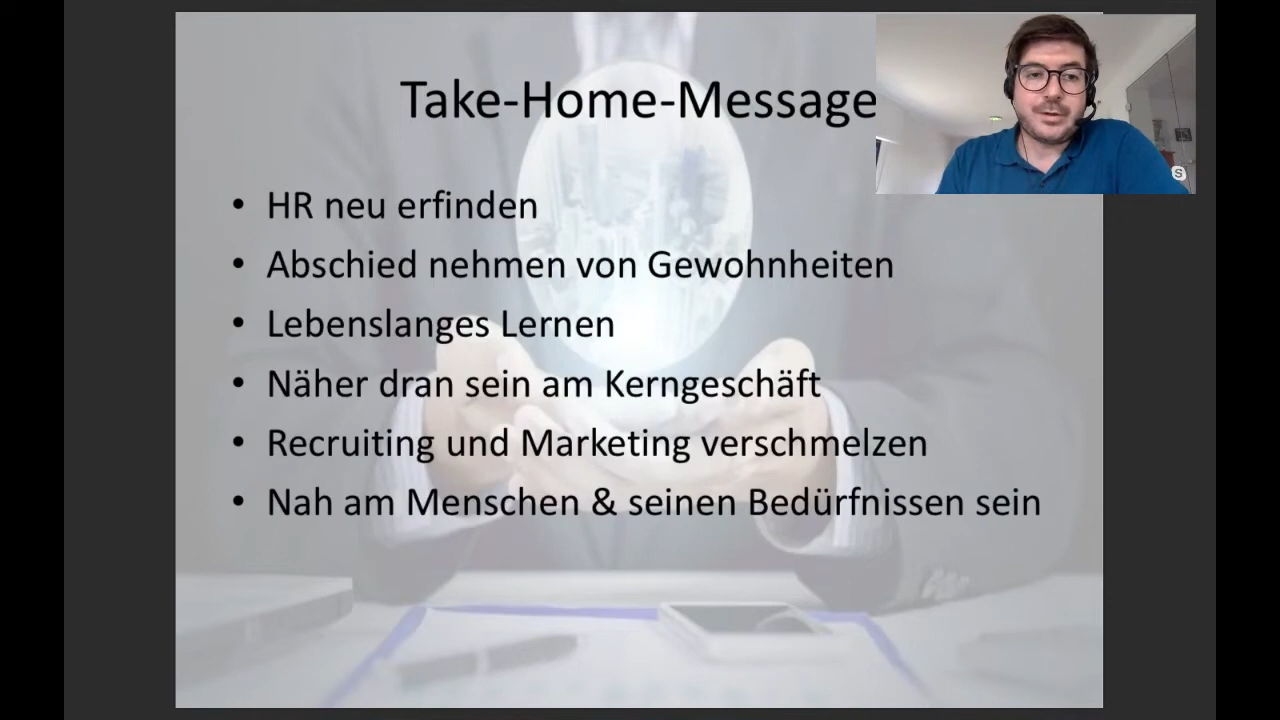 Take-Home-Message
• HR neu erfinden
• Abschied nehmen von Gewohnheiten
• Lebenslanges Lernen
• Näher dran sein am Kerngeschäft
• Recruiting und Marketing verschmelzen
• Nah am Menschen & seinen Bedürfnissen sein
S